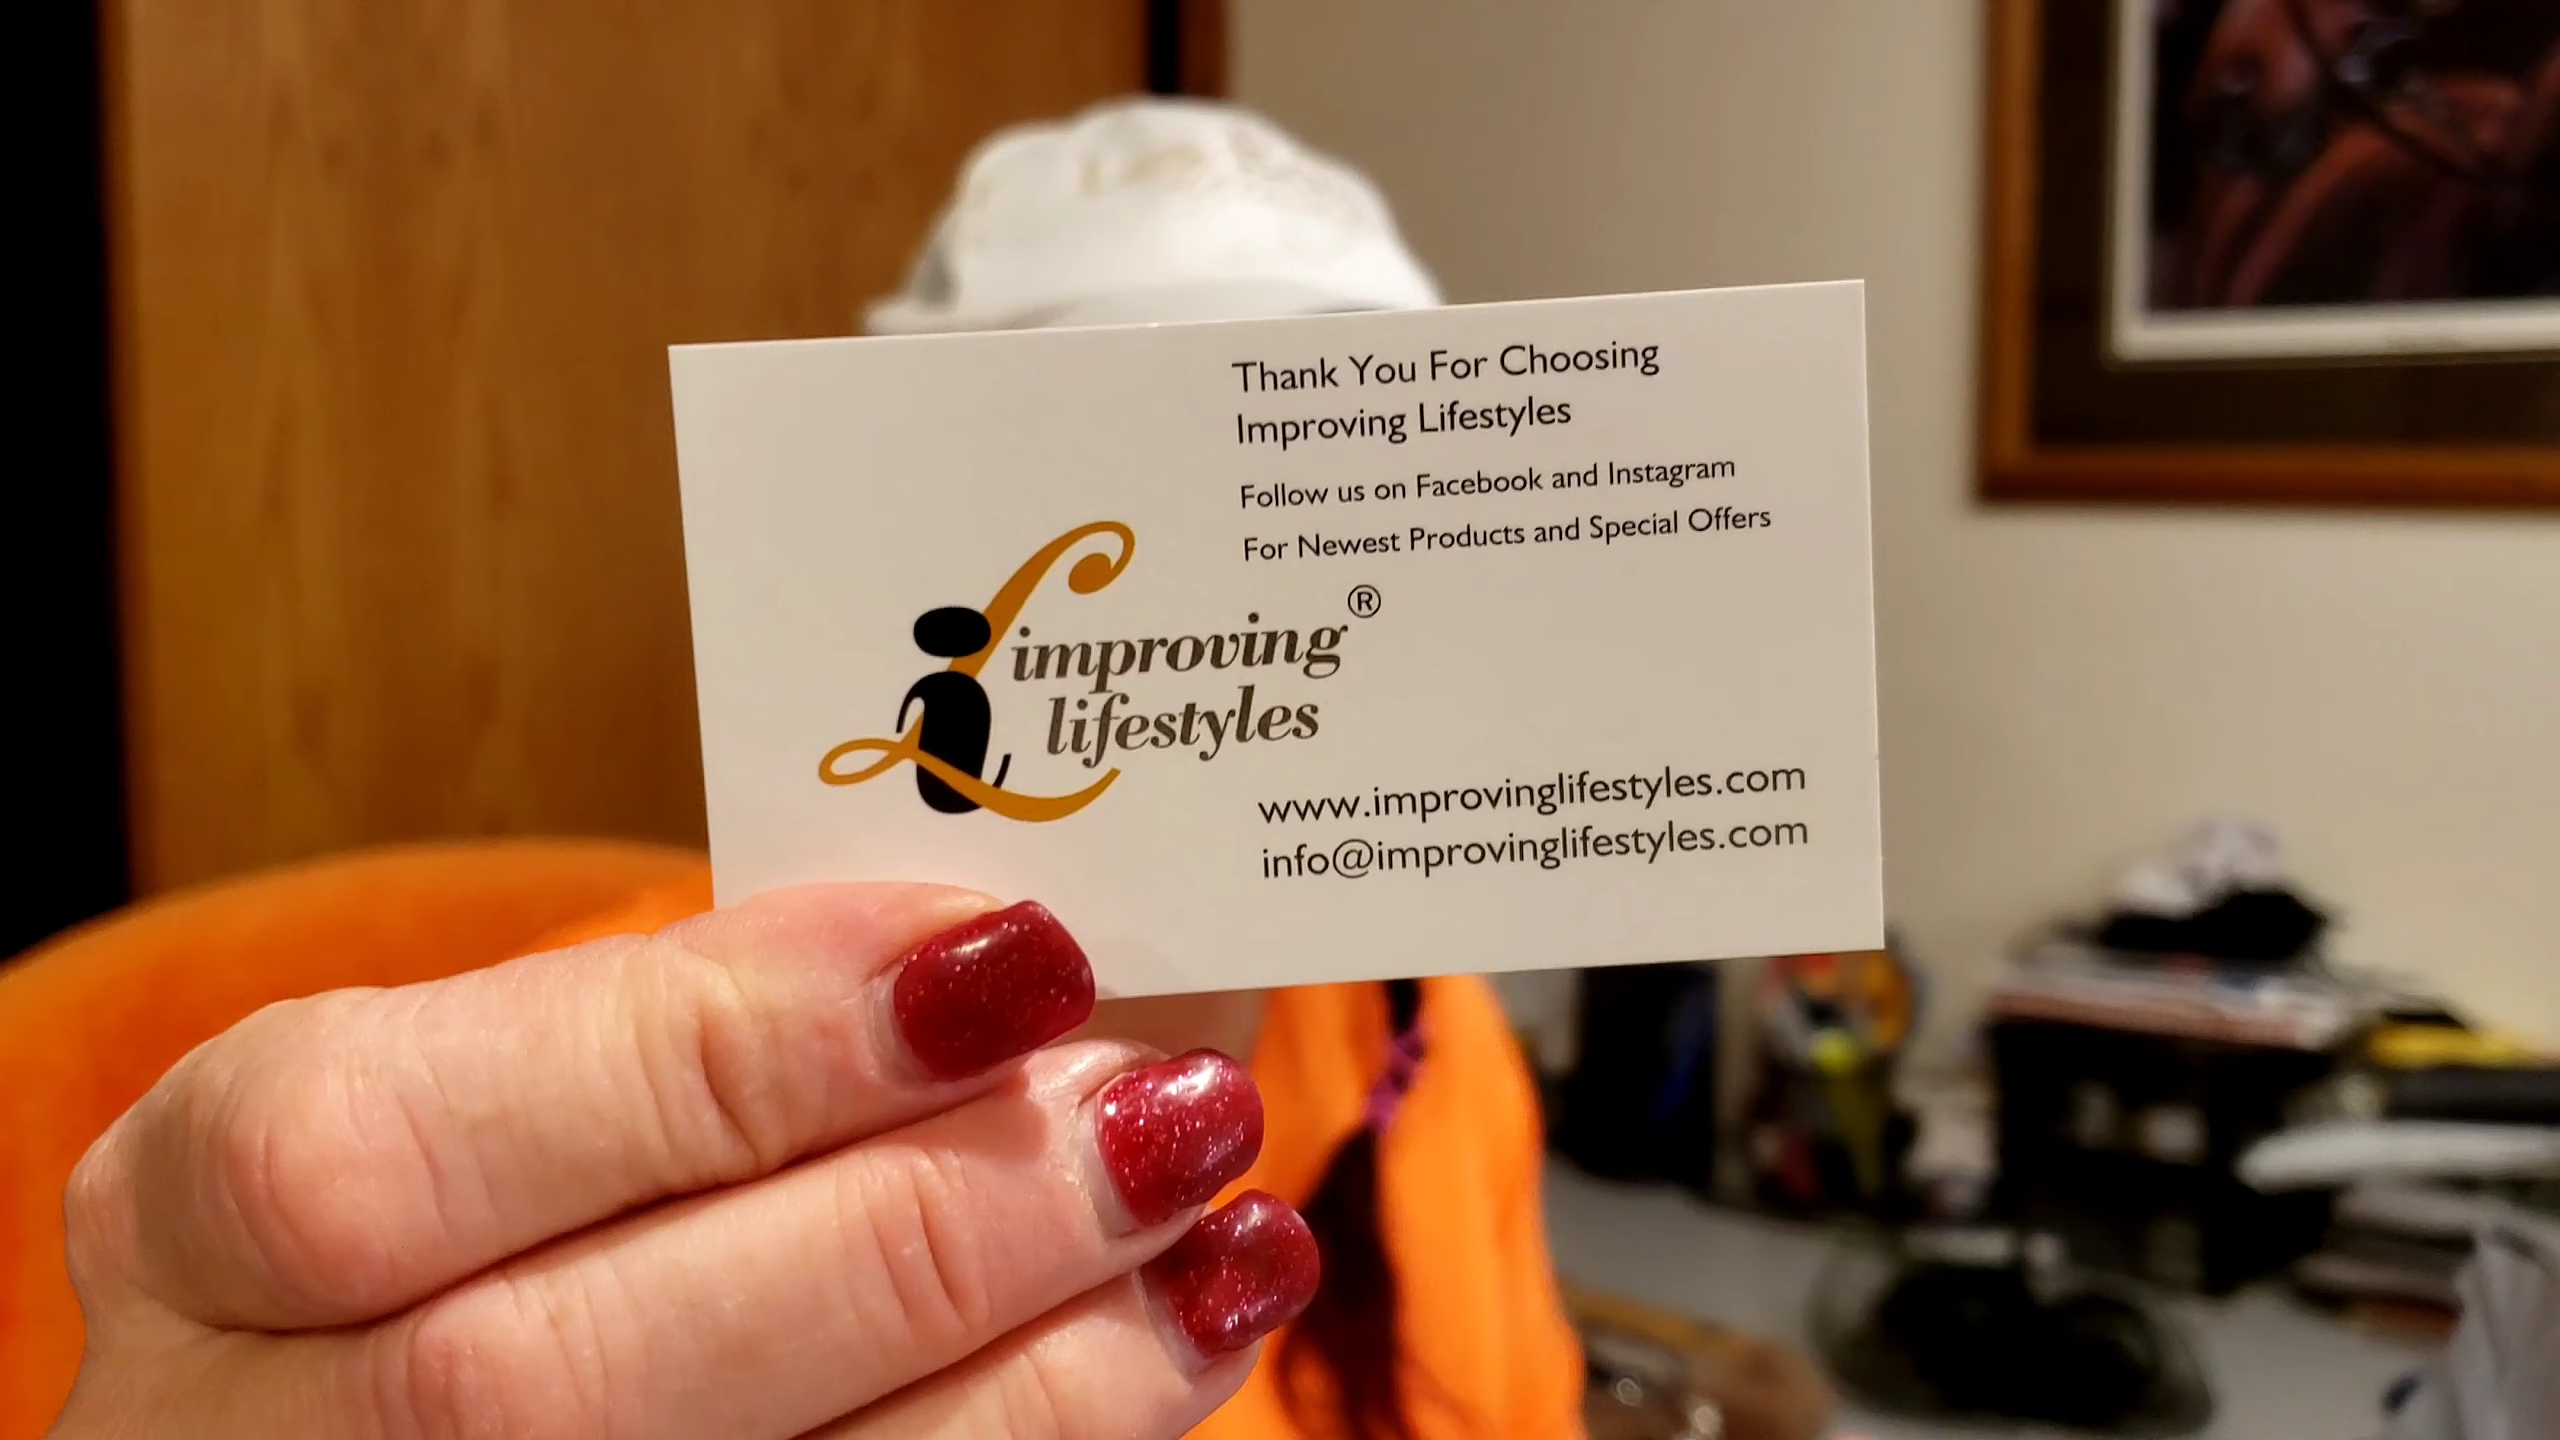 Thank You For Choosing
Improving Lifestyles
Follow us on Facebook and Instagram
For Newest Products and Special Offers
improving®
lifestyles
www.improvinglifestyles.com
info@improvinglifestyles.com